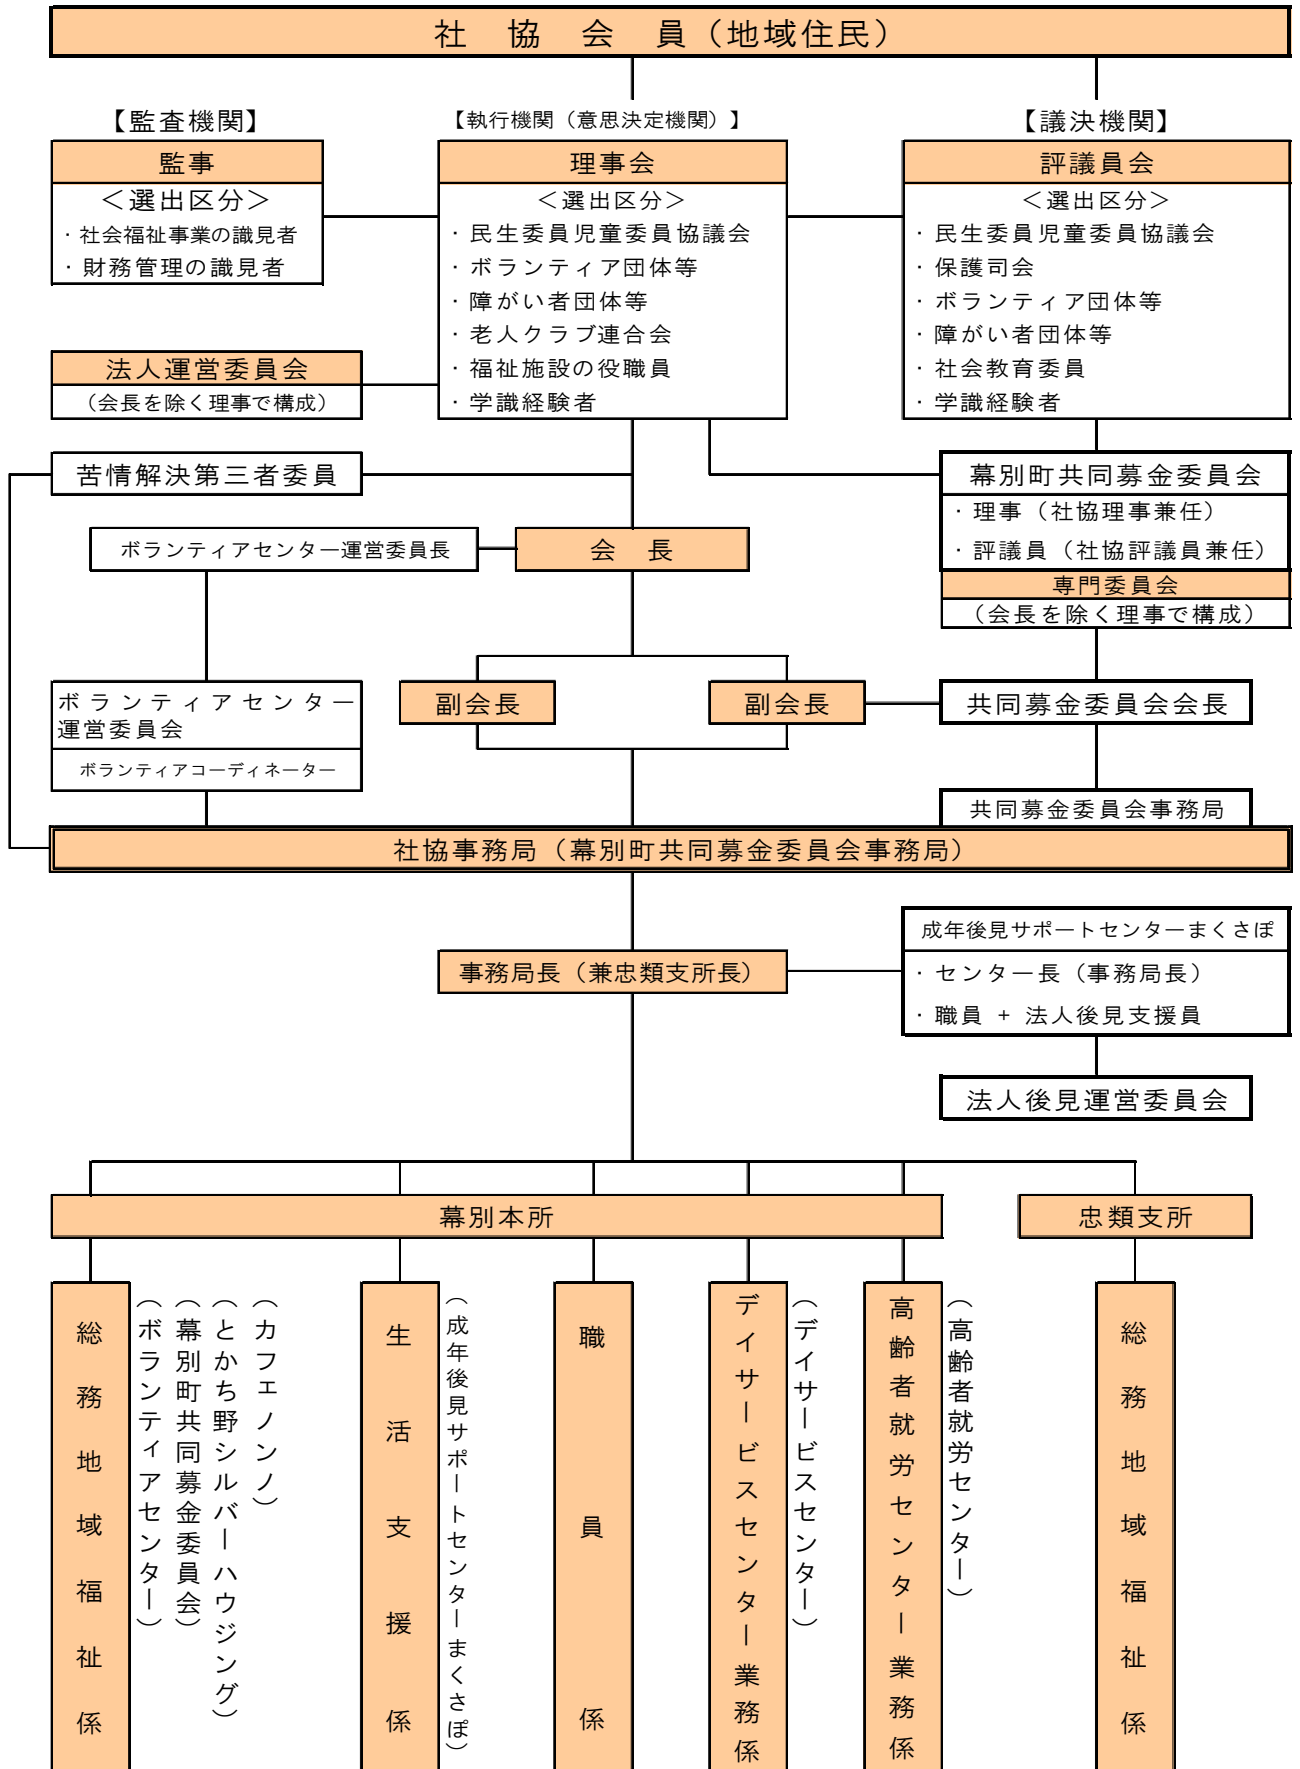 社　協　会　員（地域住民）
【監査機関】
監事
＜選出区分＞
・社会福祉事業の識見者
・財務管理の識見者
【執行機関（意思決定機関）】
理事会
＜選出区分＞
・民生委員児童委員協議会
・ボランティア団体等
・障がい者団体等
・老人クラブ連合会
・福祉施設の役職員
・学識経験者
【議決機関】
評議員会
＜選出区分＞
・民生委員児童委員協議会
・保護司会
・ボランティア団体等
・障がい者団体等
・社会教育委員
・学識経験者
法人運営委員会
（会長を除く理事で構成）
苦情解決第三者委員
幕別町共同募金委員会
・理事（社協理事兼任）
・評議員（社協評議員兼任）
専門委員会
（会長を除く理事で構成）
ボランティアセンター運営委員長
会　長
ボランティアセンター
運営委員会
ボランティアコーディネーター
副会長
副会長
共同募金委員会会長
共同募金委員会事務局
社協事務局（幕別町共同募金委員会事務局）
事務局長（兼忠類支所長）
成年後見サポートセンターまくさぽ
・センター長（事務局長）
・職員 + 法人後見支援員
法人後見運営委員会
幕別本所
忠類支所
総務地域福祉係
（ボランティアセンター）
（幕別町共同募金委員会）
（とかち野シルバーハウジング）
（カフェノンノ）
生活支援係
（成年後見サポートセンターまくさぽ）
職員係
デイサービスセンター業務係
（デイサービスセンター）
高齢者就労センター業務係
（高齢者就労センター）
総務地域福祉係